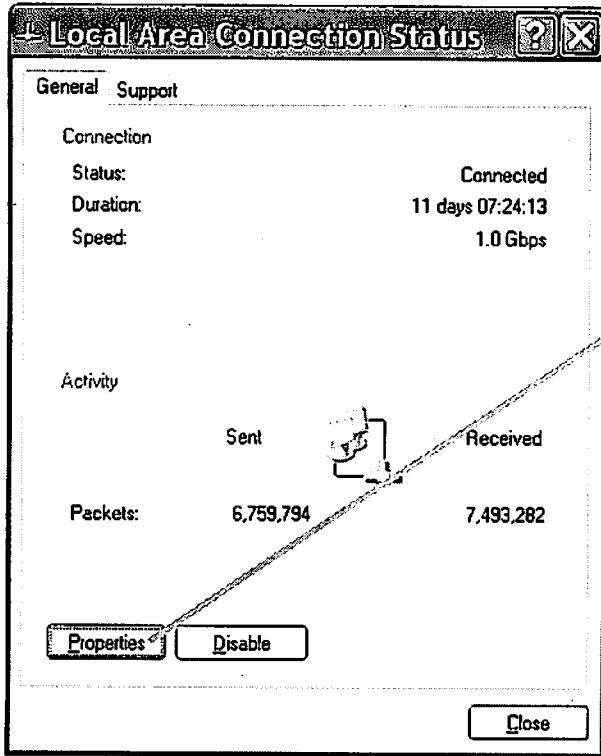 Local Area Connection Status
General Support
Connection
Status: Connected
Duration: 11 days 07:24:13
Speed: 1.0 Gbps
Activity
Sent Received
Packets: 6,759,794 7,493,282
Properties Disable
Close